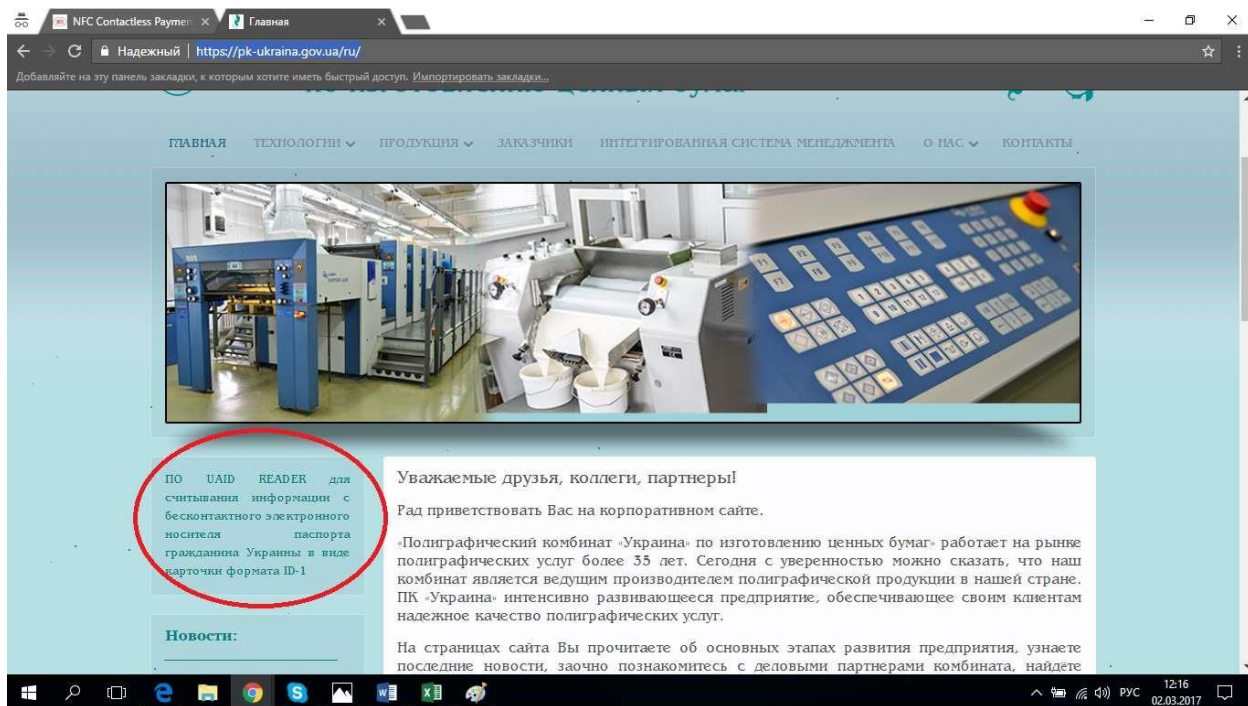 NFC Contactless Paymen
Главная
Надежный | https://pk-ukraina.gov.ua/ru/
Добавляйте на эту панель закладки, к которым хотите иметь быстрый доступ. Импортировать закладки...
ГЛАВНАЯ ТЕХНОЛОГИИ ПРОДУКЦИЯ ЗАКАЗЧИКИ ИНТЕГРИРОВАННАЯ СИСТЕМА МЕНЕДЖМЕНТА О НАС КОНТАКТЫ
ПО UAID READER для
считывания информации с
бесконтактного электронного
носителя паспорта
гражданина Украины в виде
карточки формата ID-1
Новости:
Уважаемые друзья, коллеги, партнеры!
Рад приветствовать Вас на корпоративном сайте.
«Полиграфический комбинат «Украина» по изготовлению ценных бумаг» работает на рынке
полиграфических услуг более 35 лет. Сегодня с уверенностью можно сказать, что наш
комбинат является ведущим производителем полиграфической продукции в нашей стране.
ПК «Украина» интенсивно развивающееся предприятие, обеспечивающее своим клиентам
надежное качество полиграфических услуг.
На страницах сайта Вы прочитаете об основных этапах развития предприятия, узнаете
последние новости, заочно познакомитесь с деловыми партнерами комбината, найдёте
РУС
12:16
02.03.2017